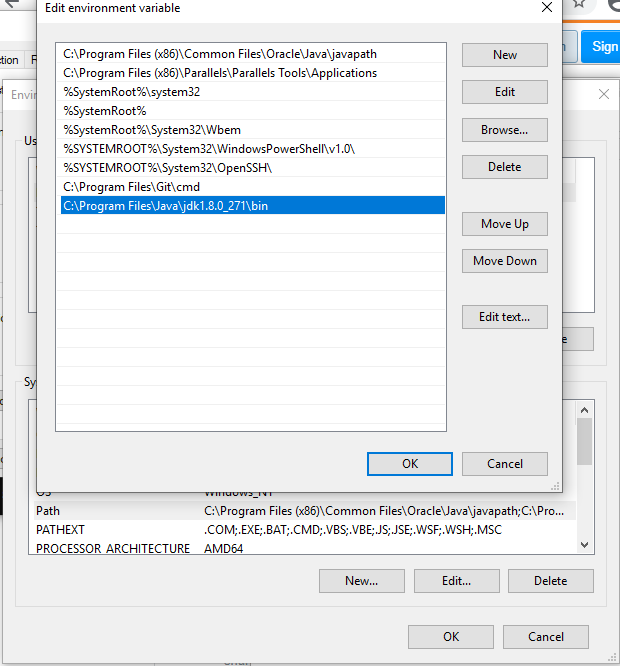 Edit environment variable
C:\Program Files (x86)\Common Files\Oracle\Java\javapath
C:\Program Files (x86)\Parallels\Parallels Tools\Applications
%SystemRoot%\system32
%SystemRoot%
%SystemRoot%\System32\Wbem
%SYSTEMROOT%\System32\WindowsPowerShell\v1.0\
%SYSTEMROOT%\System32\OpenSSH\
C:\Program Files\Git\cmd
C:\Program Files\Java\jdk1.8.0_271\bin
New
Edit
Browse...
Delete
Move Up
Move Down
Edit text...
OK
Cancel
Sign
OS Windows_NT
Path C:\Program Files (x86)\Common Files\Oracle\Java\javapath;C:\Pro...
PATHEXT .COM;.EXE;.BAT;.CMD;.VBS;.VBE;.JS;.JSE;.WSF;.WSH;.MSC
PROCESSOR_ARCHITECTURE AMD64
New...
Edit...
Delete
OK
Cancel